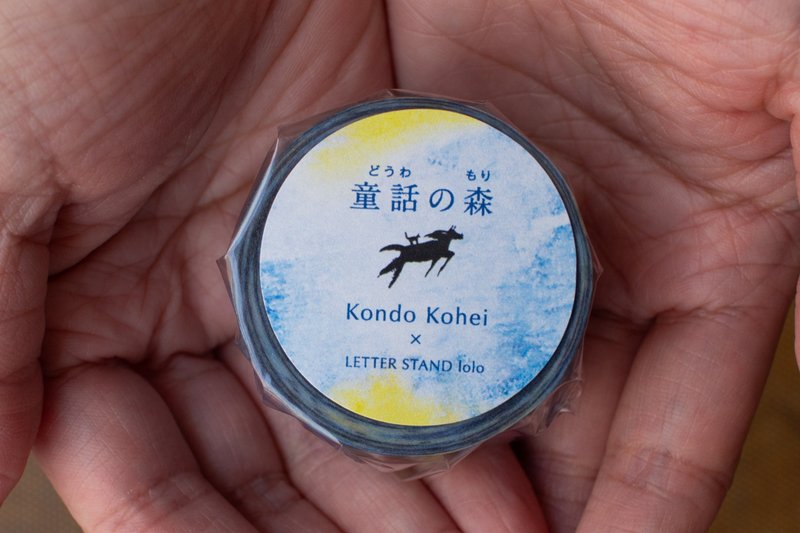 どうわ もり
童話の森
Kondo Kohei
×
LETTER STAND lolo